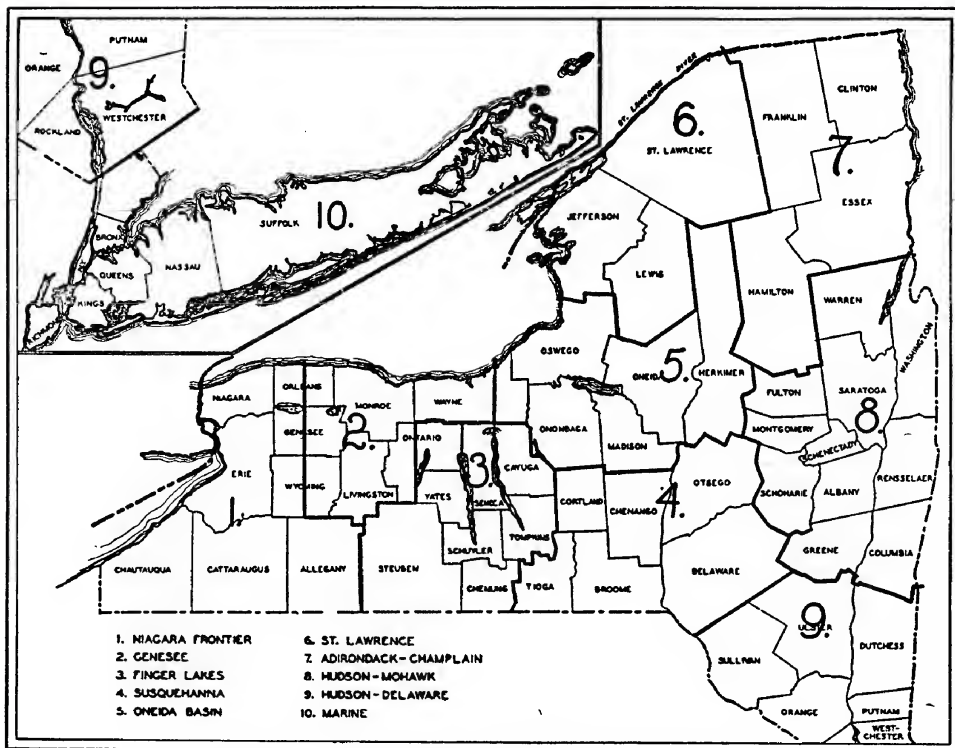 PUTNAM
ORANGE
9.
WESTCHESTER
ROCKLAND
BRONX
QUEENS
NASSAU
KINGS
RICHMOND
SUFFOLK
10.
ST. LAWRENCE RIVER
6.
ST. LAWRENCE
FRANKLIN
CLINTON
7.
ESSEX
JEFFERSON
LEWIS
HAMILTON
WARREN
WASHINGTON
OSWEGO
ONEIDA
5.
HERKIMER
FULTON
SARATOGA
8.
MONTGOMERY
SCHENECTADY
NIAGARA
ORLEANS
MONROE
WAYNE
GENESEE
2.
ONTARIO
3.
CAYUGA
ONONDAGA
MADISON
ERIE
1.
WYOMING
LIVINGSTON
YATES
SENECA
CORTLAND
CHENANGO
4.
OTSEGO
SCHOHARIE
ALBANY
RENSSELAER
SCHUYLER
TOMPKINS
GREENE
COLUMBIA
CHAUTAUQUA
CATTARAUGUS
ALLEGANY
STEUBEN
CHEMUNG
TIOGA
BROOME
DELAWARE
ULSTER
9.
DUTCHESS
SULLIVAN
ORANGE
PUTNAM
WEST-
CHESTER
1. NIAGARA FRONTIER
2. GENESEE
3. FINGER LAKES
4. SUSQUEHANNA
5. ONEIDA BASIN
6. ST. LAWRENCE
7. ADIRONDACK-CHAMPLAIN
8. HUDSON-MOHAWK
9. HUDSON-DELAWARE
10. MARINE